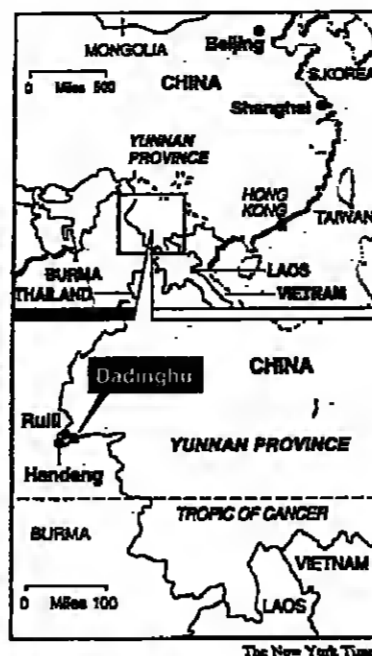 MONGOLIA
Beijing
0 Miles 500
CHINA
S.KOREA
Shanghai
YUNNAN
PROVINCE
HONG
KONG
TAIWAN
BURMA
LAOS
THAILAND
VIETNAM
Dadinghu
CHINA
Ruili
YUNNAN PROVINCE
Handeng
TROPIC OF CANCER
BURMA
VIETNAM
0 Miles 100
LAOS
The New York Times